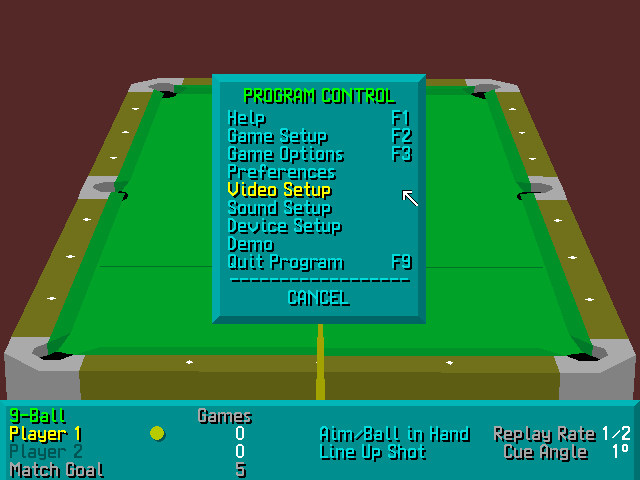 PROGRAM CONTROL
Help F1
Game Setup F2
Game Options F3
Preferences
Video Setup
Sound Setup
Device Setup
Demo
Quit Program F9
CANCEL
9-Ball Games
Player 1 0 Aim/Ball in Hand Replay Rate 1/2
Player 2 0 Line Up Shot Cue Angle 1º
Match Goal 5